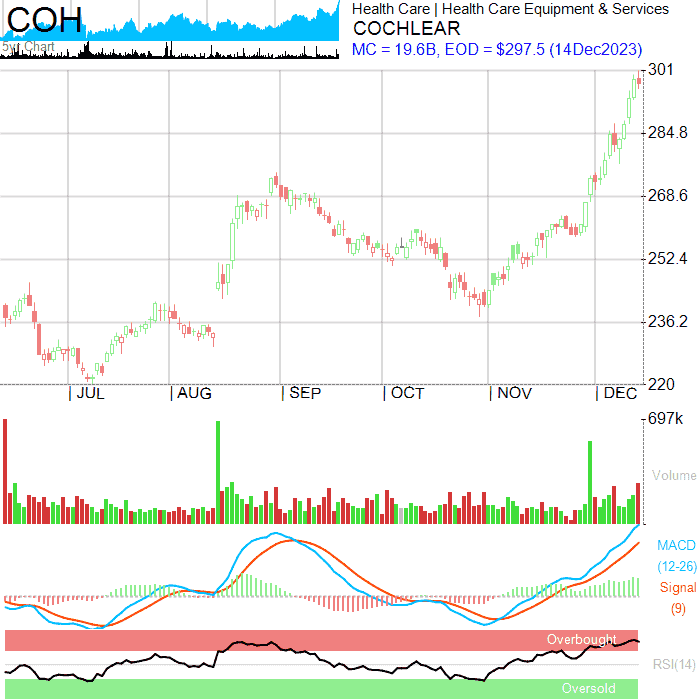 COH
5yr Chart
Health Care | Health Care Equipment & Services
COCHLEAR
MC = 19.6B, EOD = $297.5 (14Dec2023)
301
284.8
268.6
252.4
236.2
220
JUL AUG SEP OCT NOV DEC
697k
Volume
MACD
(12-26)
Signal
(9)
Overbought
RSI(14)
Oversold